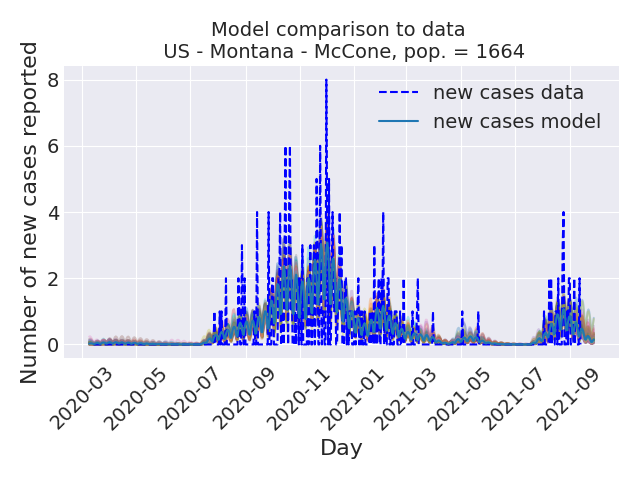 Model comparison to data
US - Montana - McCone, pop. = 1664
Number of new cases reported
8
6
4
2
0
new cases data
new cases model
2020-03
2020-05
2020-07
2020-09
2020-11
2021-01
2021-03
2021-05
2021-07
2021-09
Day